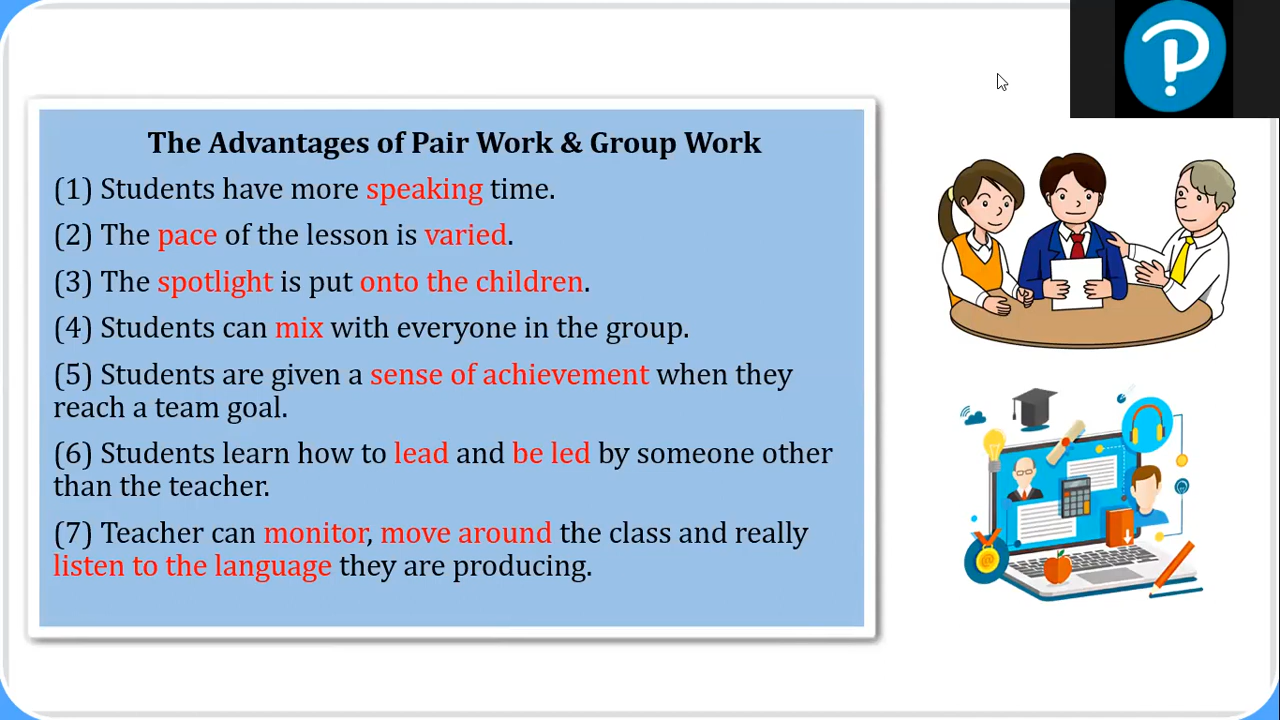 The Advantages of Pair Work & Group Work
(1) Students have more speaking time.
(2) The pace of the lesson is varied.
(3) The spotlight is put onto the children.
(4) Students can mix with everyone in the group.
(5) Students are given a sense of achievement when they
reach a team goal.
(6) Students learn how to lead and be led by someone other
than the teacher.
(7) Teacher can monitor, move around the class and really
listen to the language they are producing.